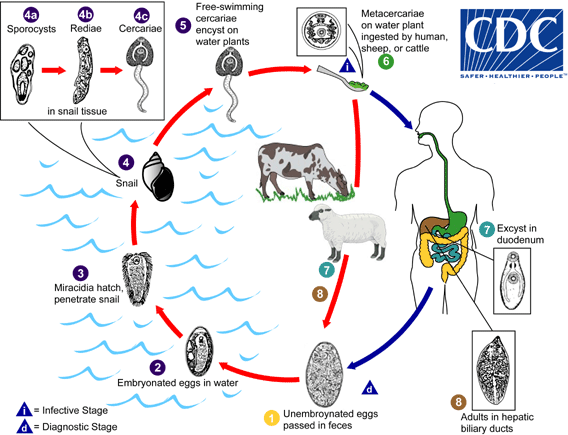 4a
4b
4c
Sporocysts Rediae Cercariae
in snail tissue
5
Free-swimming
cercariae
encyst on
water plants
Metacercariae
on water plant
ingested by human,
sheep, or cattle
6
i
CDC
SAFER • HEALTHIER • PEOPLE™
4
Snail
3
Miracidia hatch,
penetrate snail
2
Embryonated eggs in water
7
8
7
Excyst in
duodenum
8
Adults in hepatic
biliary ducts
d
1
Unembroynated eggs
passed in feces
i = Infective Stage
d = Diagnostic Stage